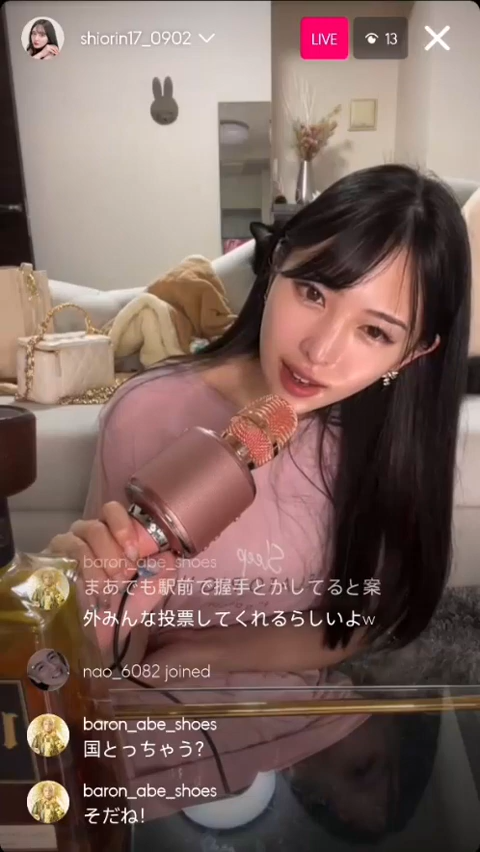 shiorin17_0902
LIVE
13
Sleep
baron_abe_shoes
まあでも駅前で握手とかしてると案
外みんな投票してくれるらしいよw
nao_6082 joined
baron_abe_shoes
国とっちゃう?
baron_abe_shoes
そだね!